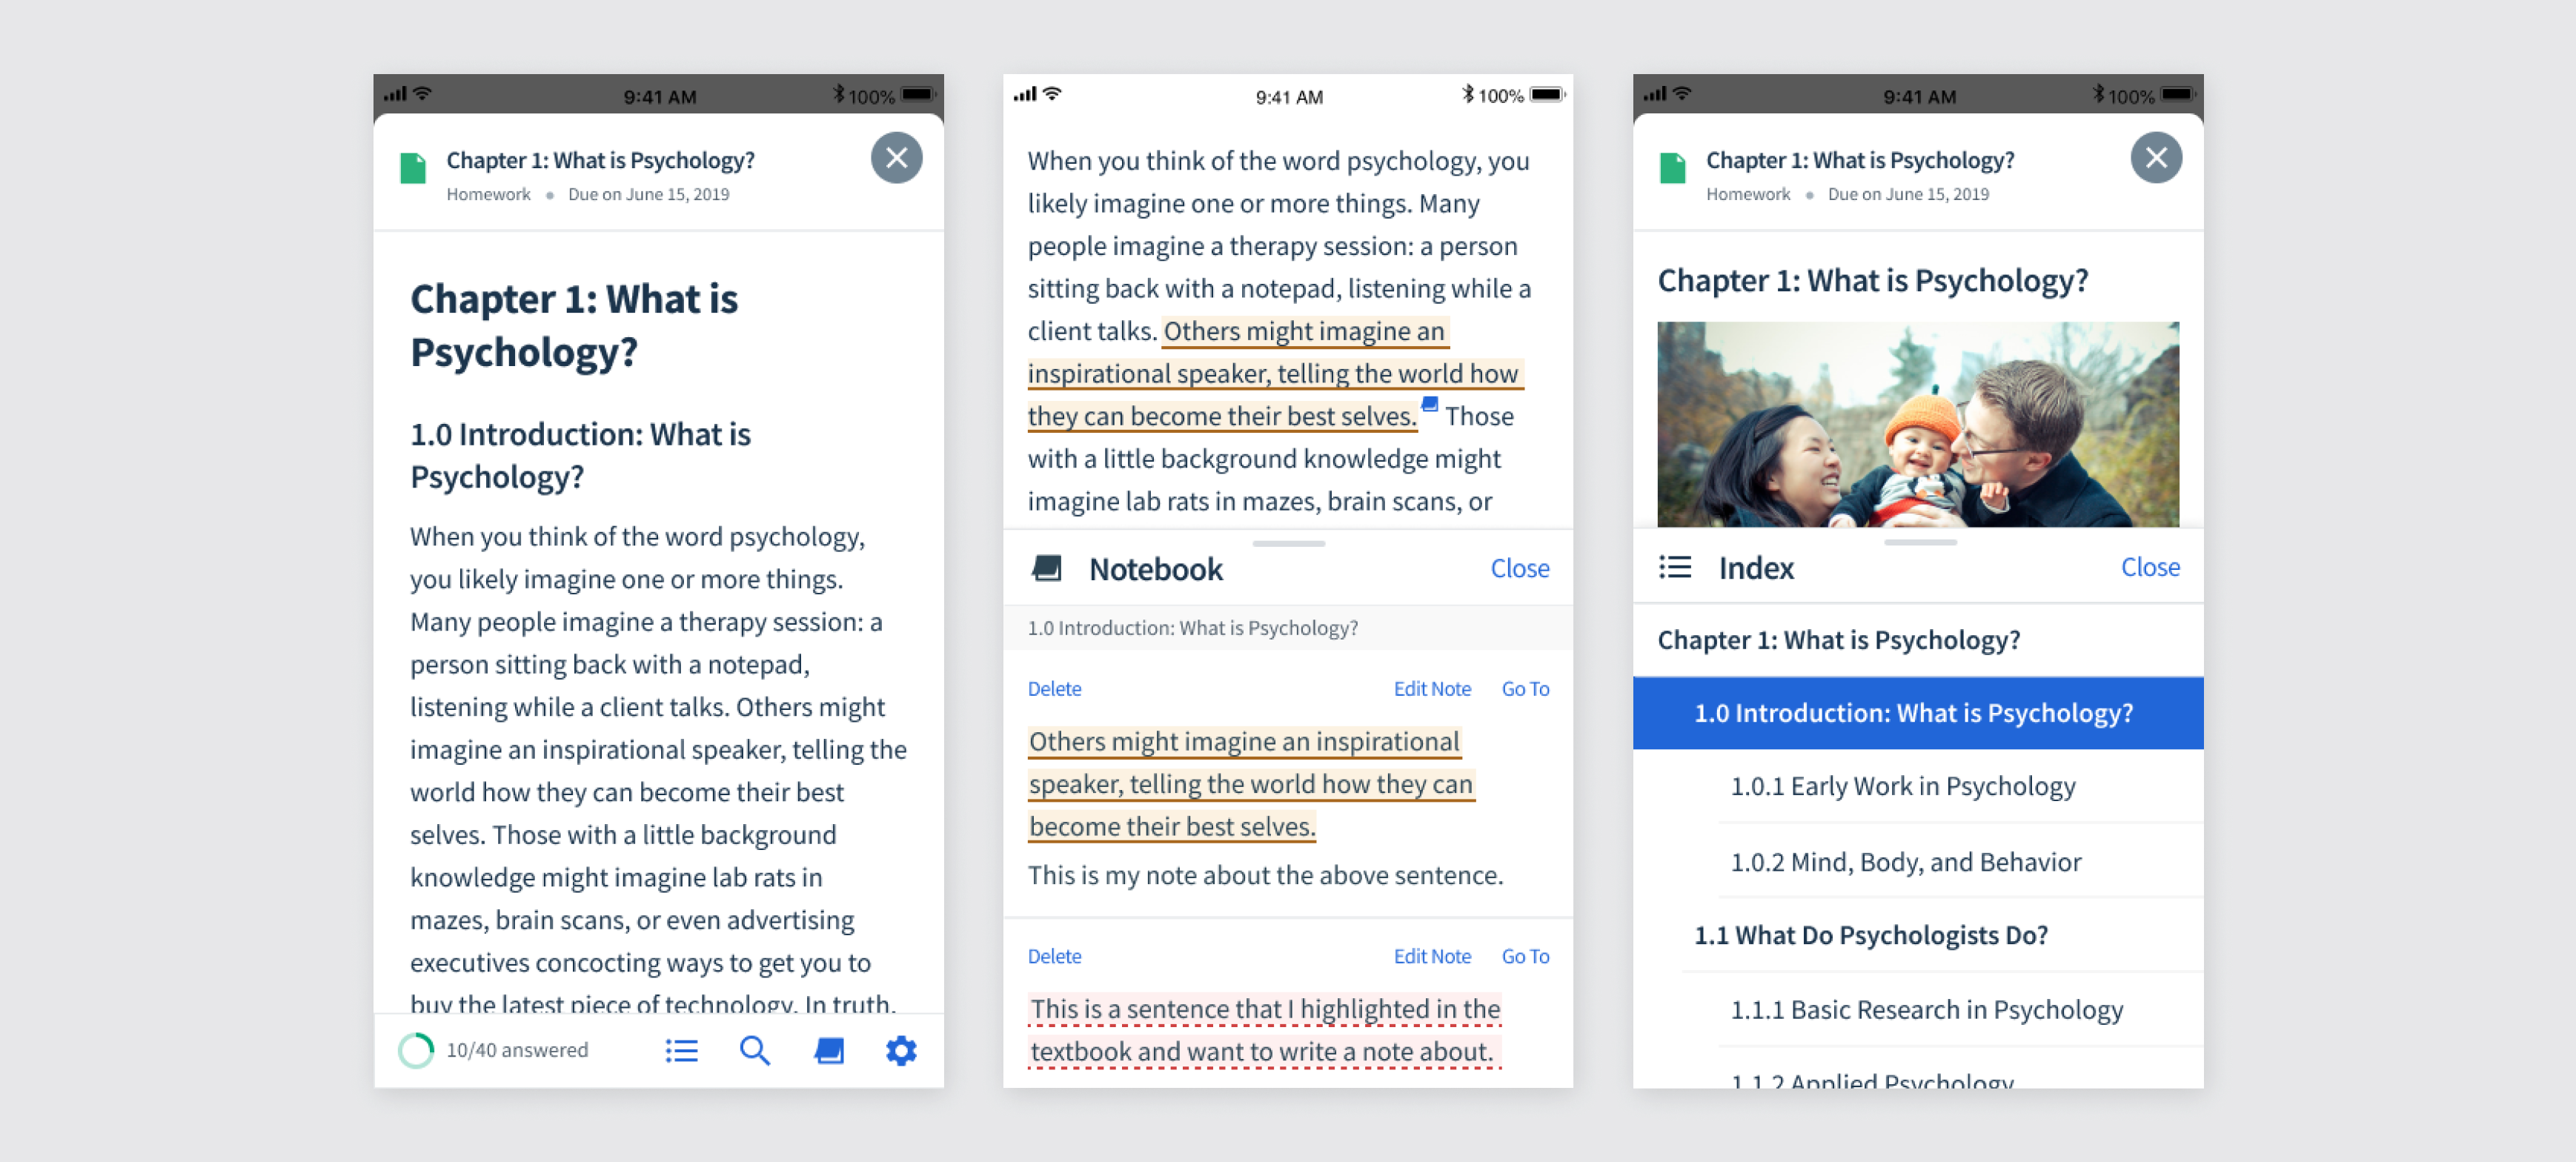 9:41 AM
100%
Chapter 1: What is Psychology?
Homework • Due on June 15, 2019
Chapter 1: What is
Psychology?
1.0 Introduction: What is
Psychology?
When you think of the word psychology,
you likely imagine one or more things.
Many people imagine a therapy session: a
person sitting back with a notepad,
listening while a client talks. Others might
imagine an inspirational speaker, telling the
world how they can become their best
selves. Those with a little background
knowledge might imagine lab rats in
mazes, brain scans, or even advertising
executives concocting ways to get you to
buy the latest piece of technology. In truth,
10/40 answered
9:41 AM
100%
When you think of the word psychology, you
likely imagine one or more things. Many
people imagine a therapy session: a person
sitting back with a notepad, listening while a
client talks. Others might imagine an
inspirational speaker, telling the world how
they can become their best selves. Those
with a little background knowledge might
imagine lab rats in mazes, brain scans, or
Notebook
Close
1.0 Introduction: What is Psychology?
Delete
Edit Note
Go To
Others might imagine an inspirational
speaker, telling the world how they can
become their best selves.
This is my note about the above sentence.
Delete
Edit Note
Go To
This is a sentence that I highlighted in the
textbook and want to write a note about.
9:41 AM
100%
Chapter 1: What is Psychology?
Homework • Due on June 15, 2019
Chapter 1: What is Psychology?
Index
Close
Chapter 1: What is Psychology?
1.0 Introduction: What is Psychology?
1.0.1 Early Work in Psychology
1.0.2 Mind, Body, and Behavior
1.1 What Do Psychologists Do?
1.1.1 Basic Research in Psychology
1.1.2 Applied Psychology